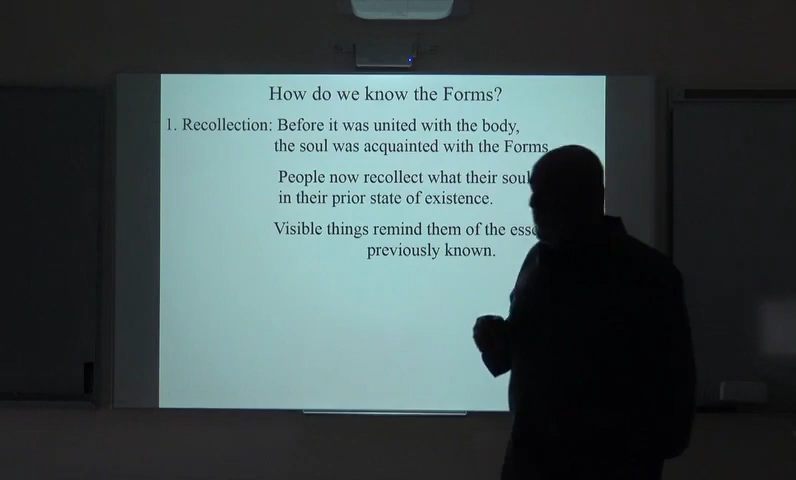 How do we know the Forms?
1. Recollection: Before it was united with the body,
the soul was acquainted with the Forms
People now recollect what their soul
in their prior state of existence.
Visible things remind them of the
previously known.